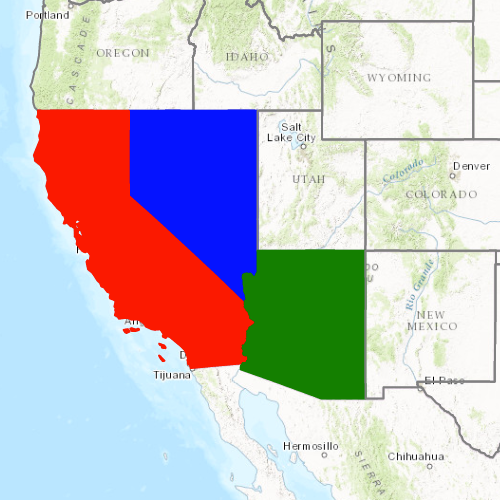 Portland
CASCADE
OREGON
IDAHO
WYOMING
Salt
Lake City
Denver
Colorado
UTAH
COLORADO
Rio Grande
NEW
MEXICO
Tijuana
El Paso
Hermosillo
Chihuahua
SIERRA